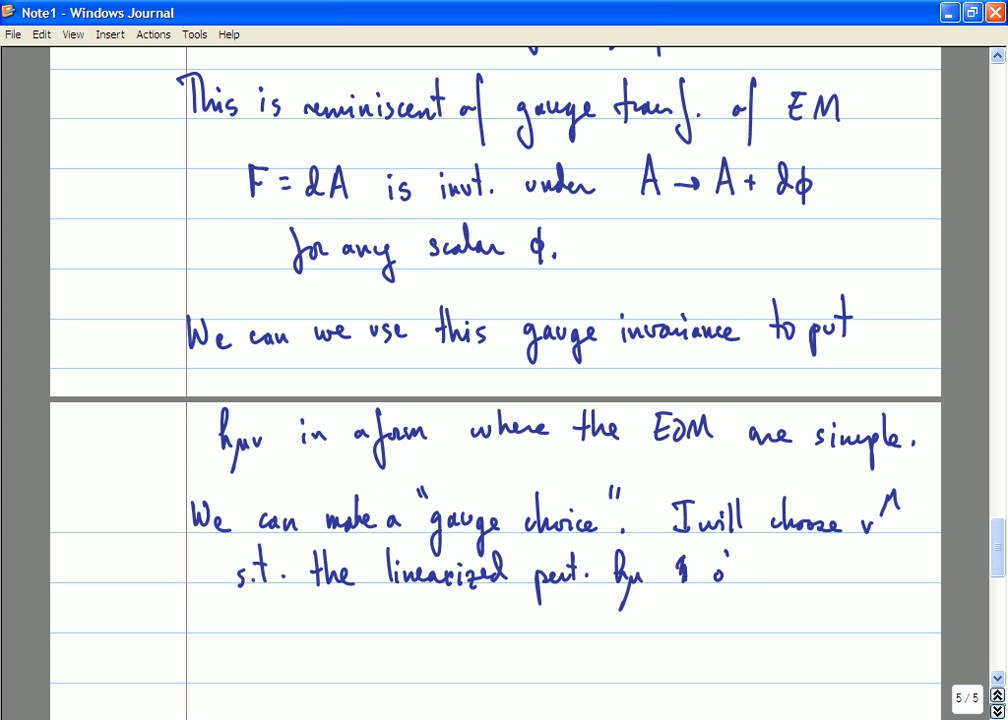 Note1 - Windows Journal
File Edit View Insert Actions Tools Help
This is reminiscent of gauge transf. of EM
F = dA is invt. under A → A + dϕ
for any scalar ϕ.
We can we use this gauge invariance to put
hμν in a form where the EOM are simple.
We can make a "gauge choice". I will choose v^μ
s.t. the linearized pert. hμ
5/5